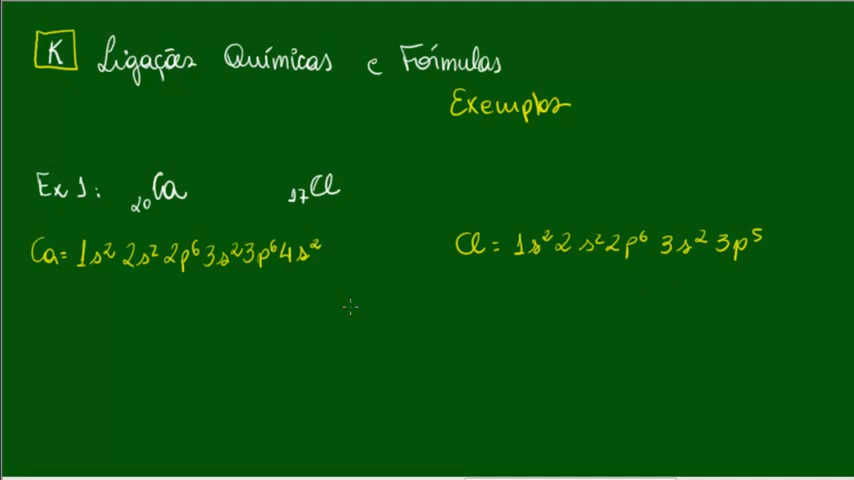 K Ligações Químicas e Fórmulas
Exemplos
Ex 1: ₂₀Ca ₁₇Cl
Ca = 1s² 2s² 2p⁶ 3s² 3p⁶ 4s²
Cl = 1s² 2s² 2p⁶ 3s² 3p⁵